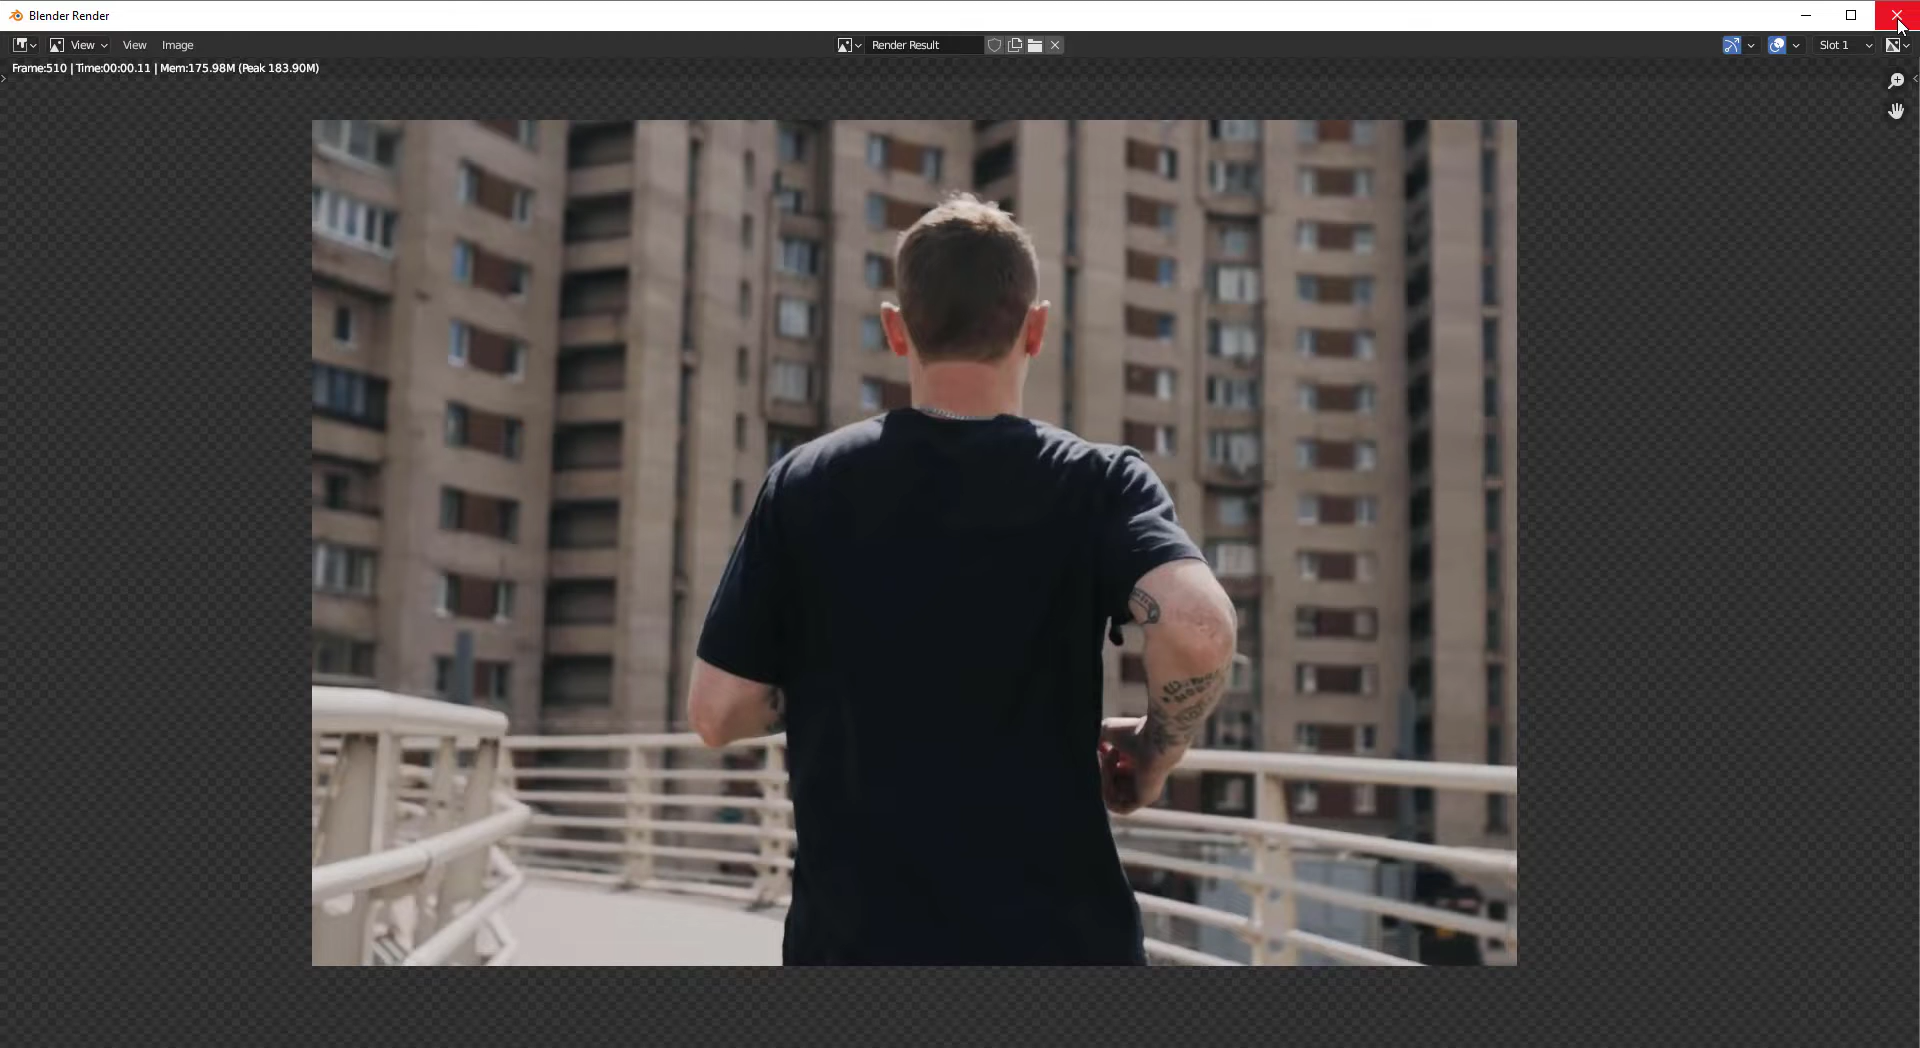 Blender Render
View View Image Render Result Slot 1
Frame:510 | Time:00:00.11 | Mem:175.98M (Peak 183.90M)